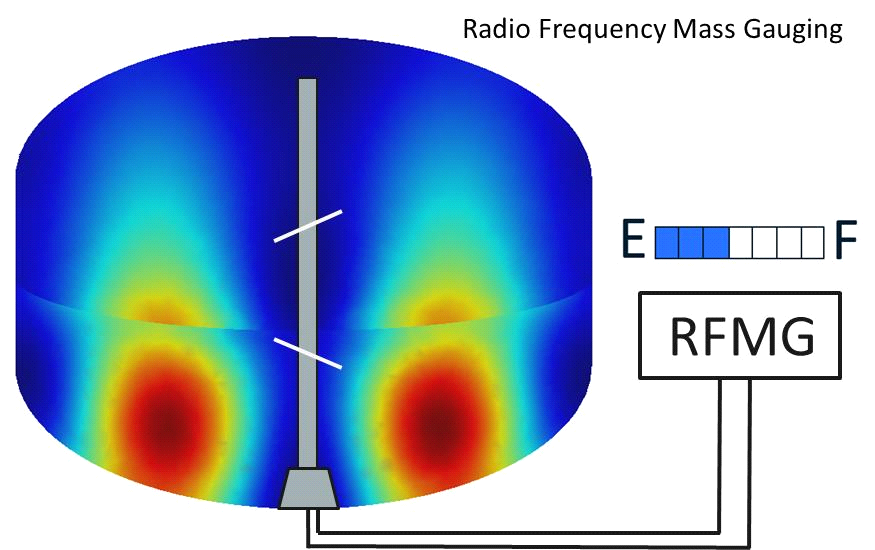 Radio Frequency Mass Gauging
E F
RFMG